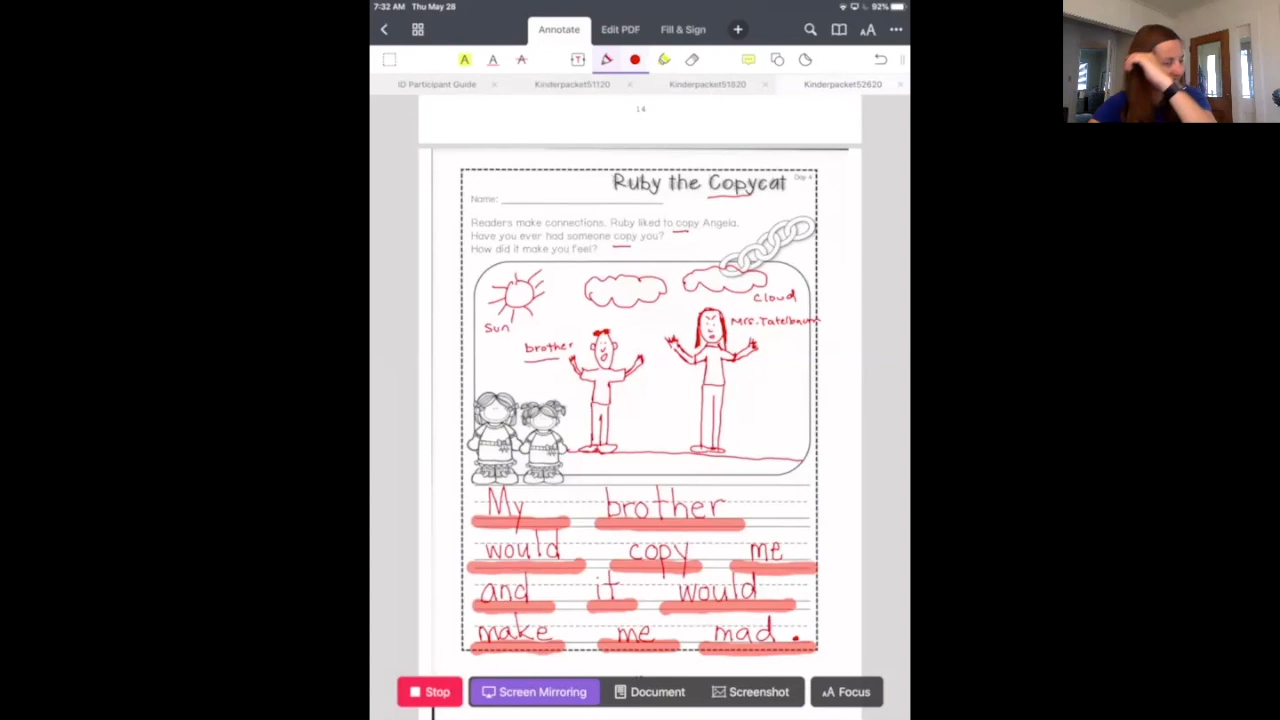 7:32 AM Thu May 28
92%
Annotate
Edit PDF
Fill & Sign
ID Participant Guide
Kinderpacket51120
Kinderpacket51820
Kinderpacket52620
14
Ruby the Copycat
Day 4
Name:
Readers make connections. Ruby liked to copy Angela.
Have you ever had someone copy you?
How did it make you feel?
Cloud
Sun
Mrs. Tatelbaum
brother
My brother
would copy me
and it would
make me mad.
Stop
Screen Mirroring
Document
Screenshot
AA Focus